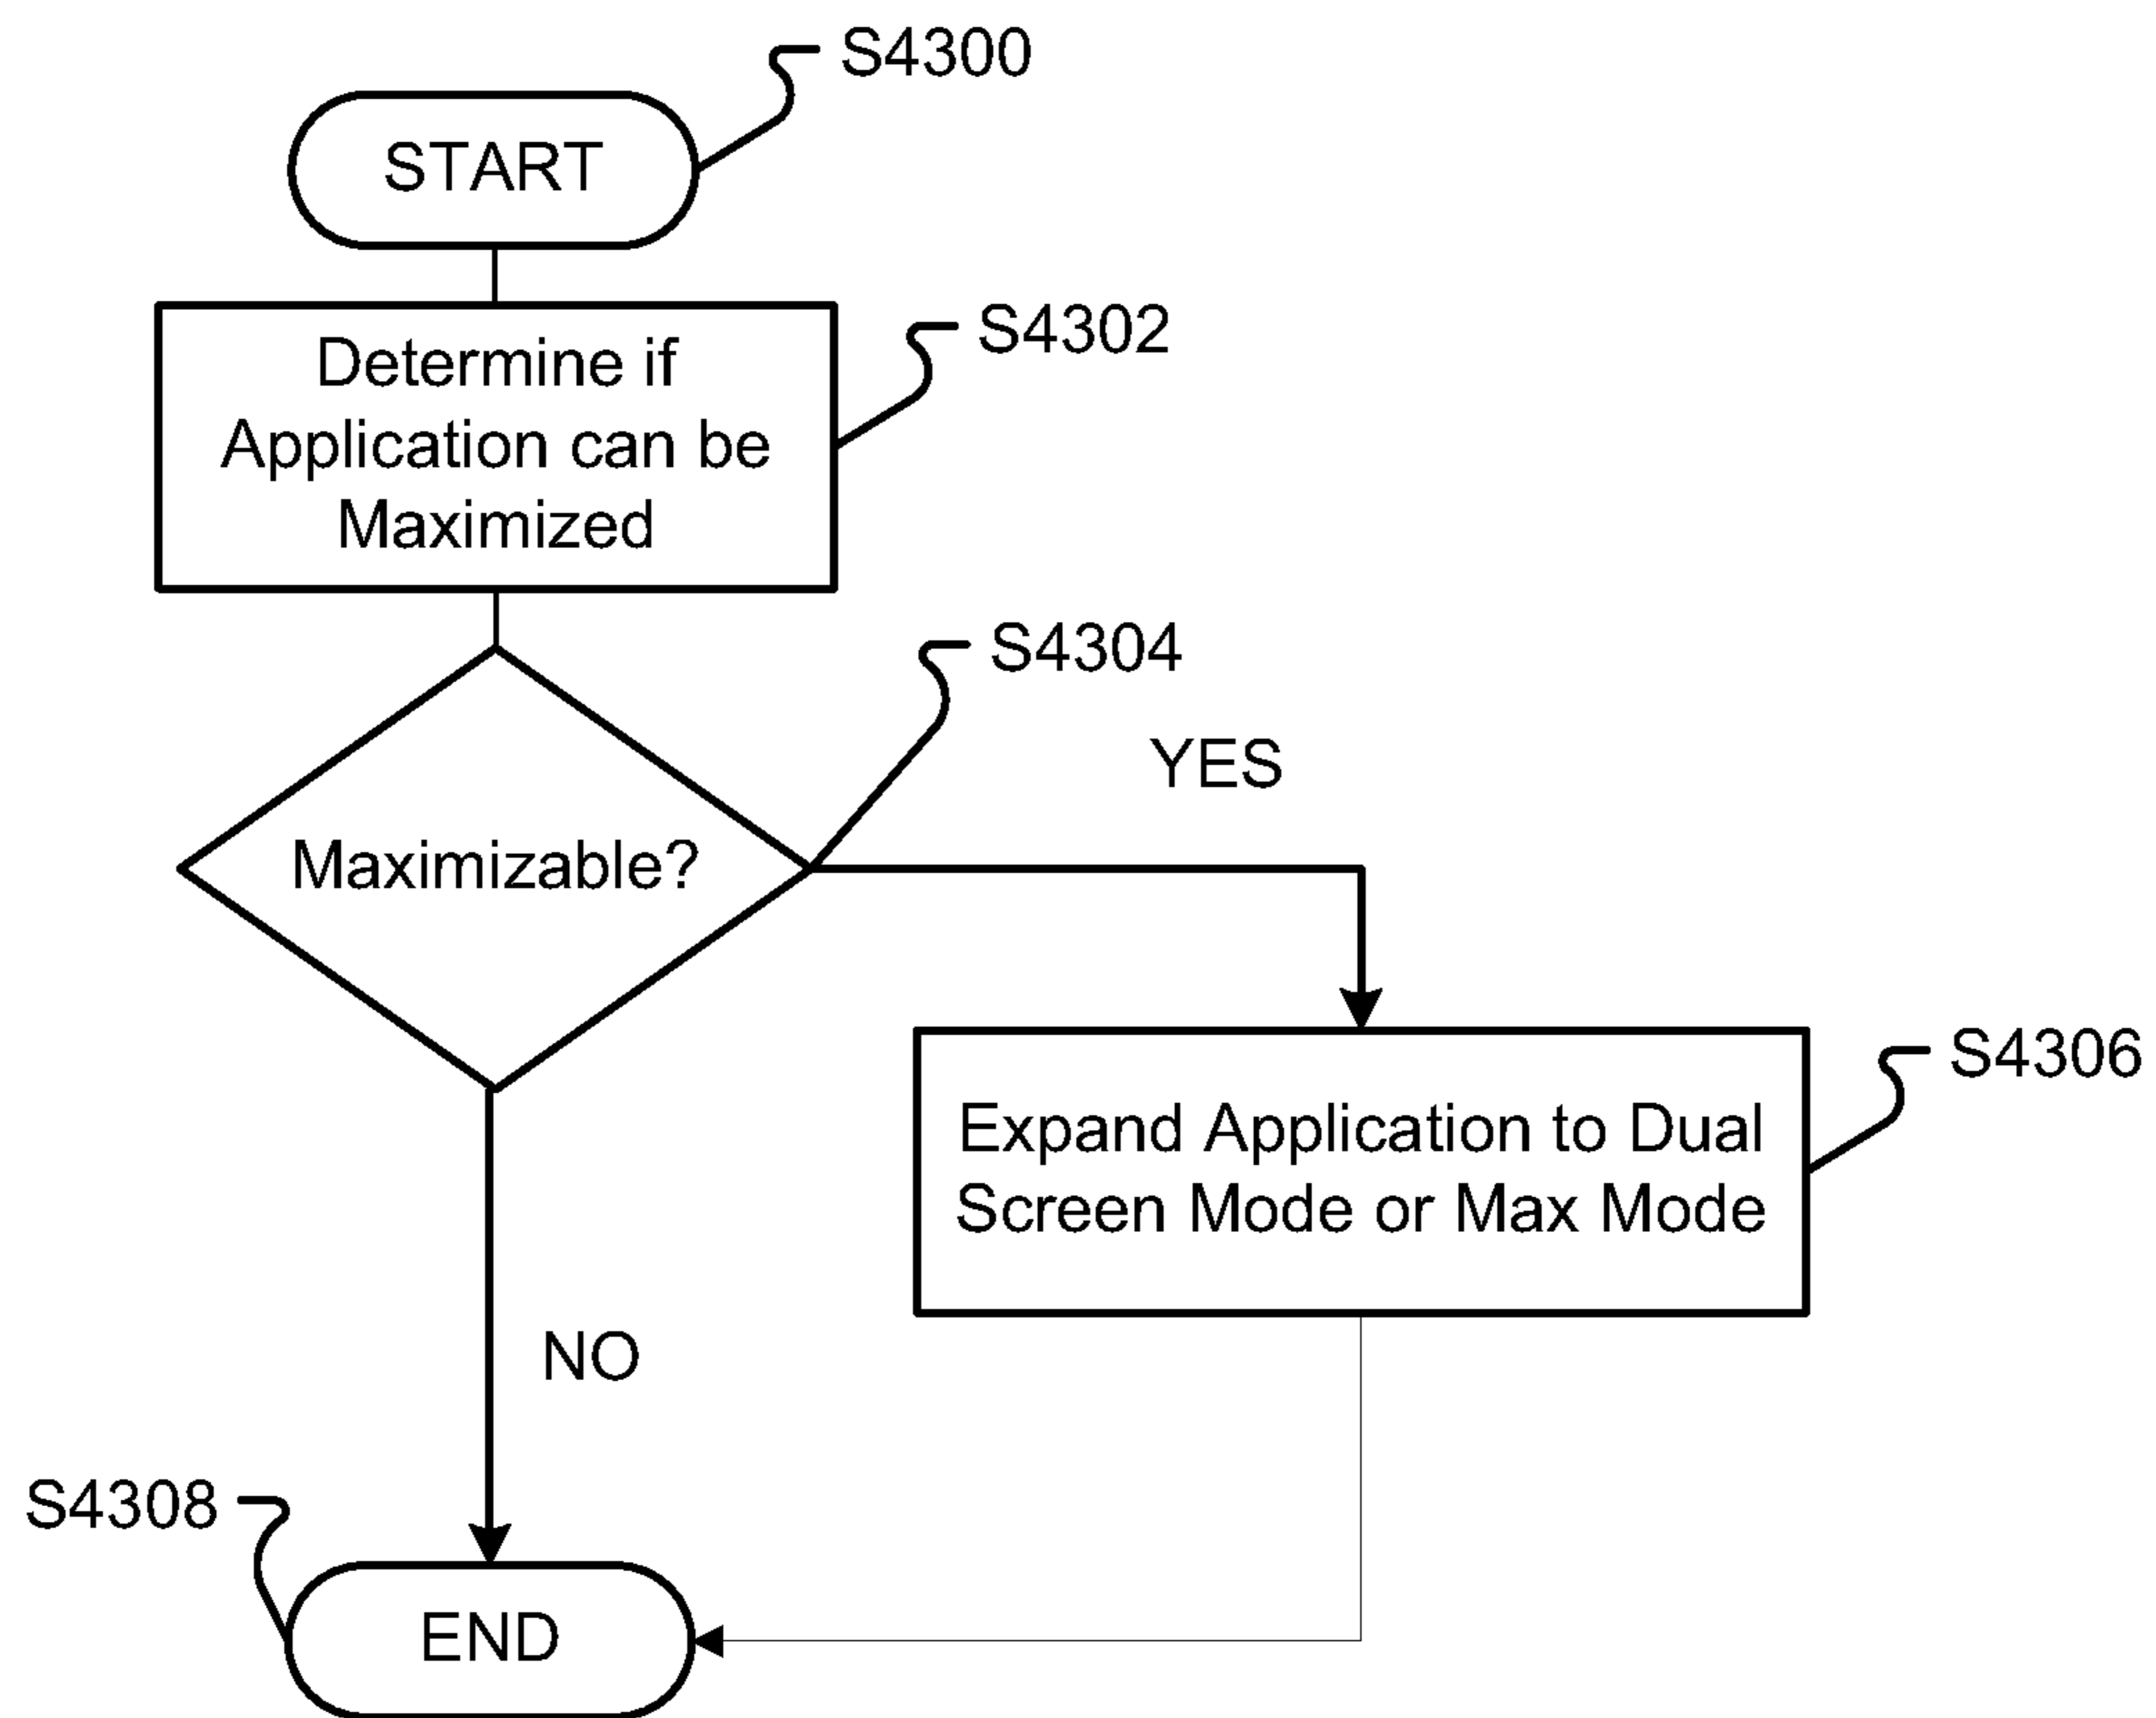 S4300
START
S4302
Determine if
Application can be
Maximized
S4304
YES
Maximizable?
S4306
Expand Application to Dual
Screen Mode or Max Mode
NO
S4308
END